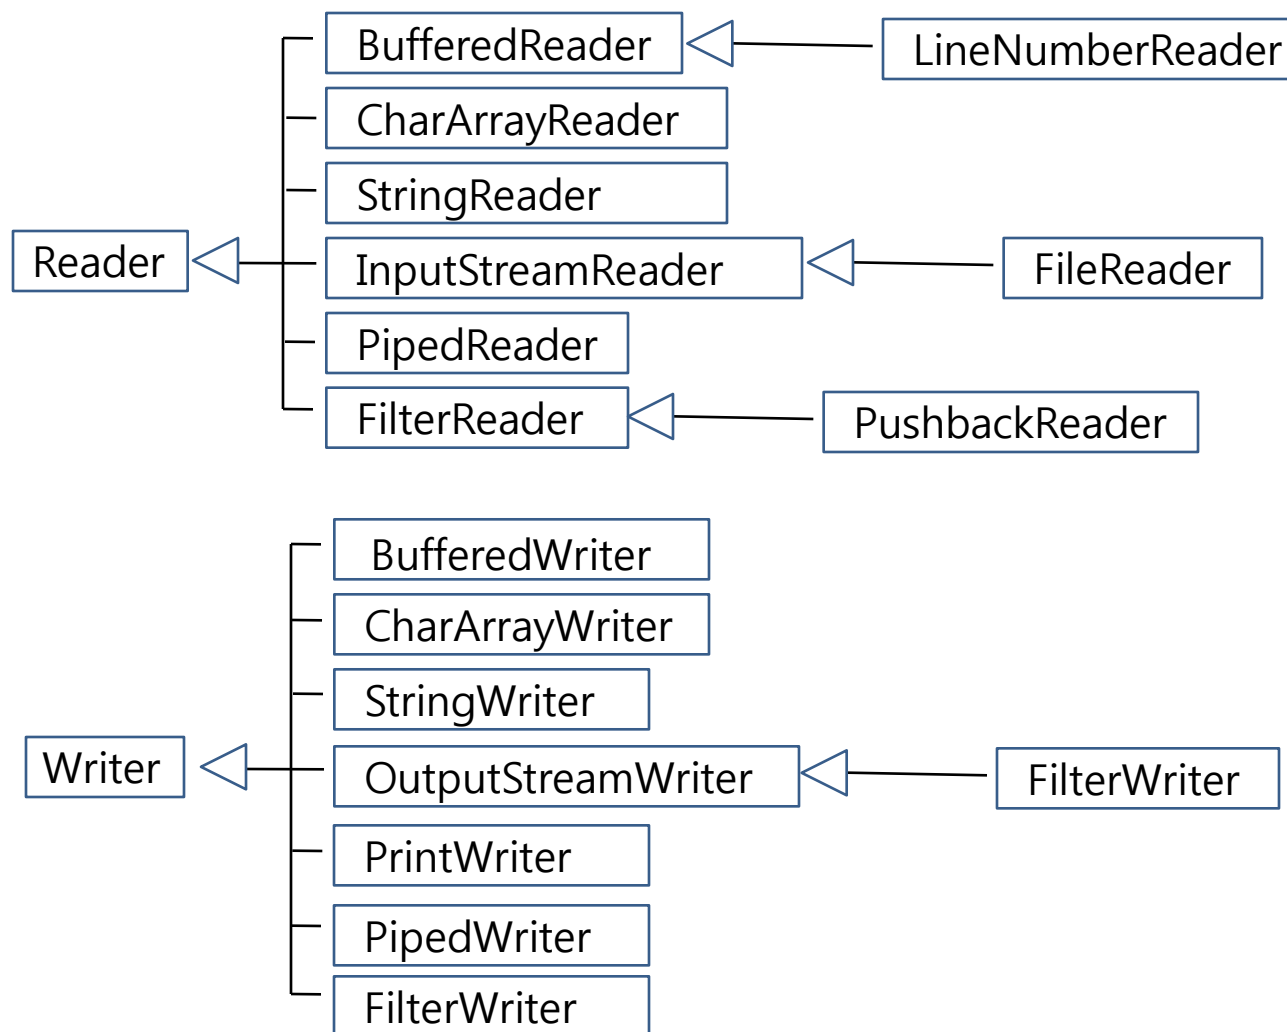 BufferedReader
LineNumberReader
CharArrayReader
StringReader
Reader
InputStreamReader
FileReader
PipedReader
FilterReader
PushbackReader
BufferedWriter
CharArrayWriter
StringWriter
Writer
OutputStreamWriter
FilterWriter
PrintWriter
PipedWriter
FilterWriter